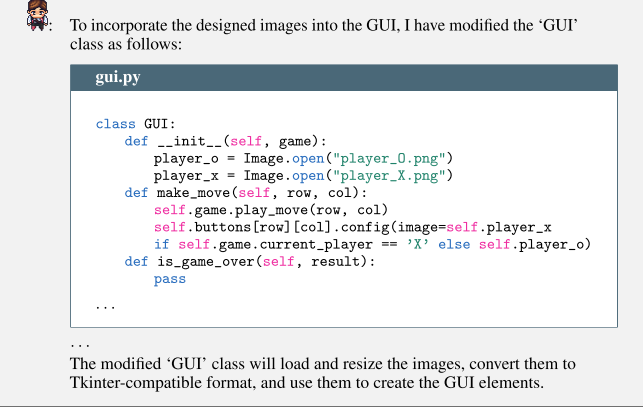 : To incorporate the designed images into the GUI, I have modified the ‘GUI’
class as follows:
gui.py
class GUI:
def __init__(self, game):
player_o = Image.open("player_O.png")
player_x = Image.open("player_X.png")
def make_move(self, row, col):
self.game.play_move(row, col)
self.buttons[row][col].config(image=self.player_x
if self.game.current_player == ’X’ else self.player_o)
def is_game_over(self, result):
pass
...
...
The modified ‘GUI’ class will load and resize the images, convert them to
Tkinter-compatible format, and use them to create the GUI elements.